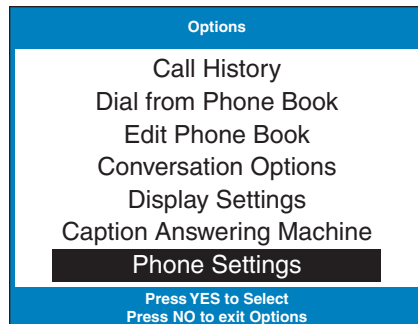 Options
Call History
Dial from Phone Book
Edit Phone Book
Conversation Options
Display Settings
Caption Answering Machine
Phone Settings
Press YES to Select
Press NO to exit Options